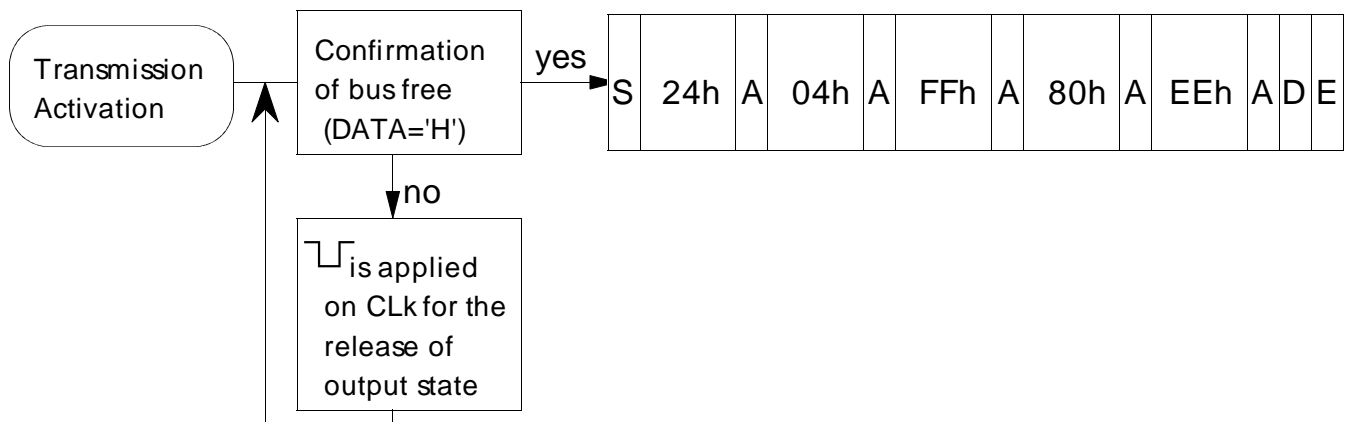 Transmission
Activation
Confirmation
of bus free
(DATA='H')
yes
S 24h A 04h A FFh A 80h A EEh A D E
no
is applied
on CLk for the
release of
output state